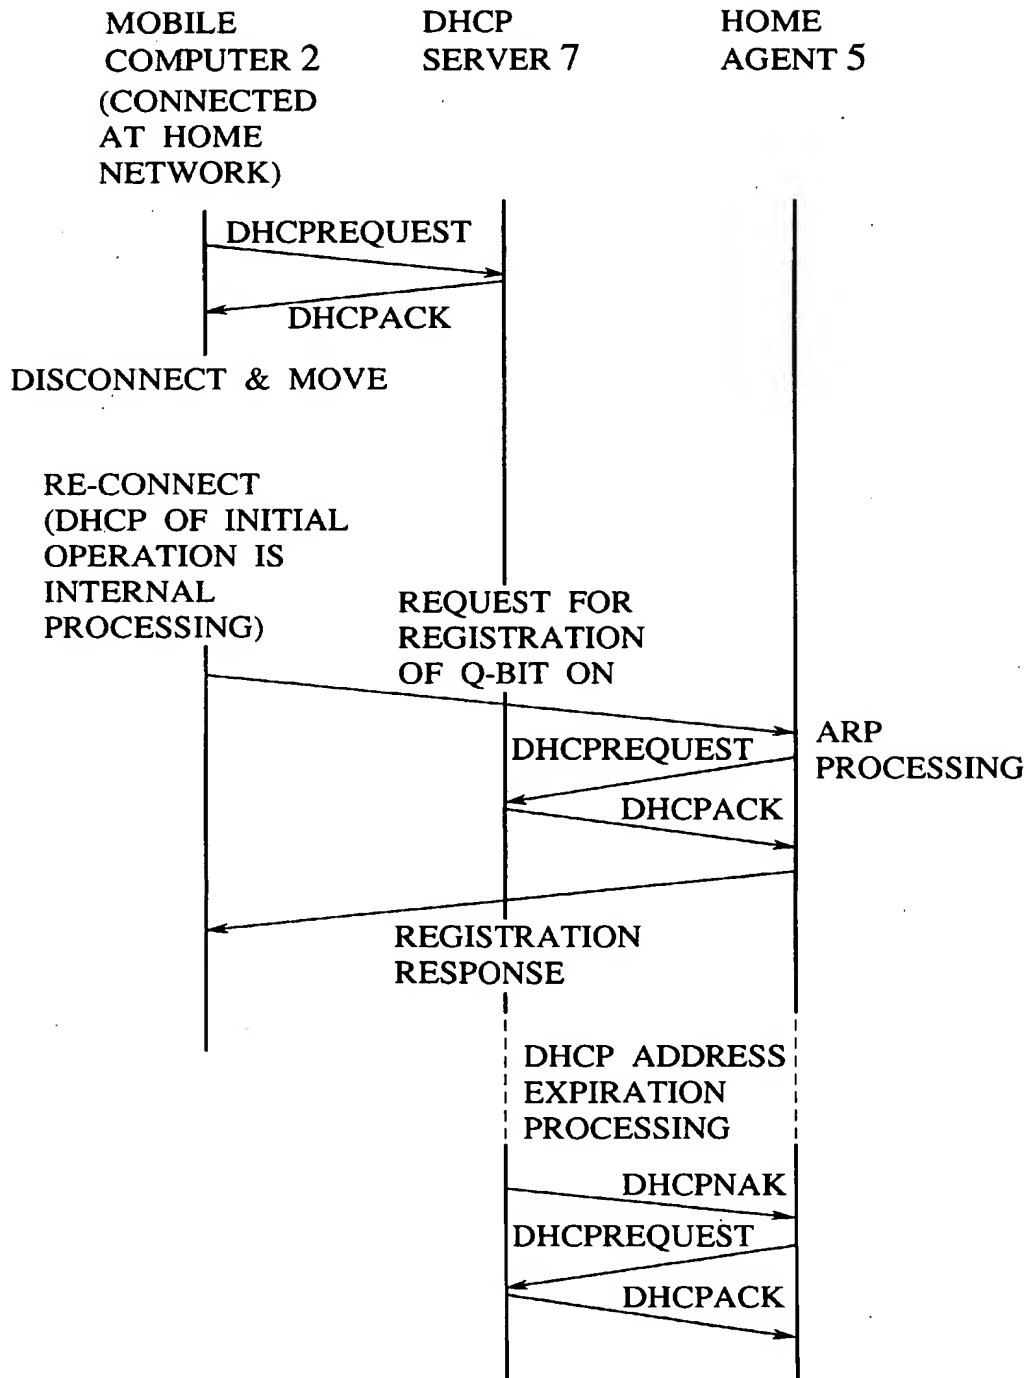 MOBILE
COMPUTER 2
(CONNECTED
AT HOME
NETWORK)
DHCP
SERVER 7
HOME
AGENT 5
DHCPREQUEST
DHCPACK
DISCONNECT & MOVE
RE-CONNECT
(DHCP OF INITIAL
OPERATION IS
INTERNAL
PROCESSING)
REQUEST FOR
REGISTRATION
OF Q-BIT ON
ARP
PROCESSING
DHCPREQUEST
DHCPACK
REGISTRATION
RESPONSE
DHCP ADDRESS
EXPIRATION
PROCESSING
DHCPNAK
DHCPREQUEST
DHCPACK